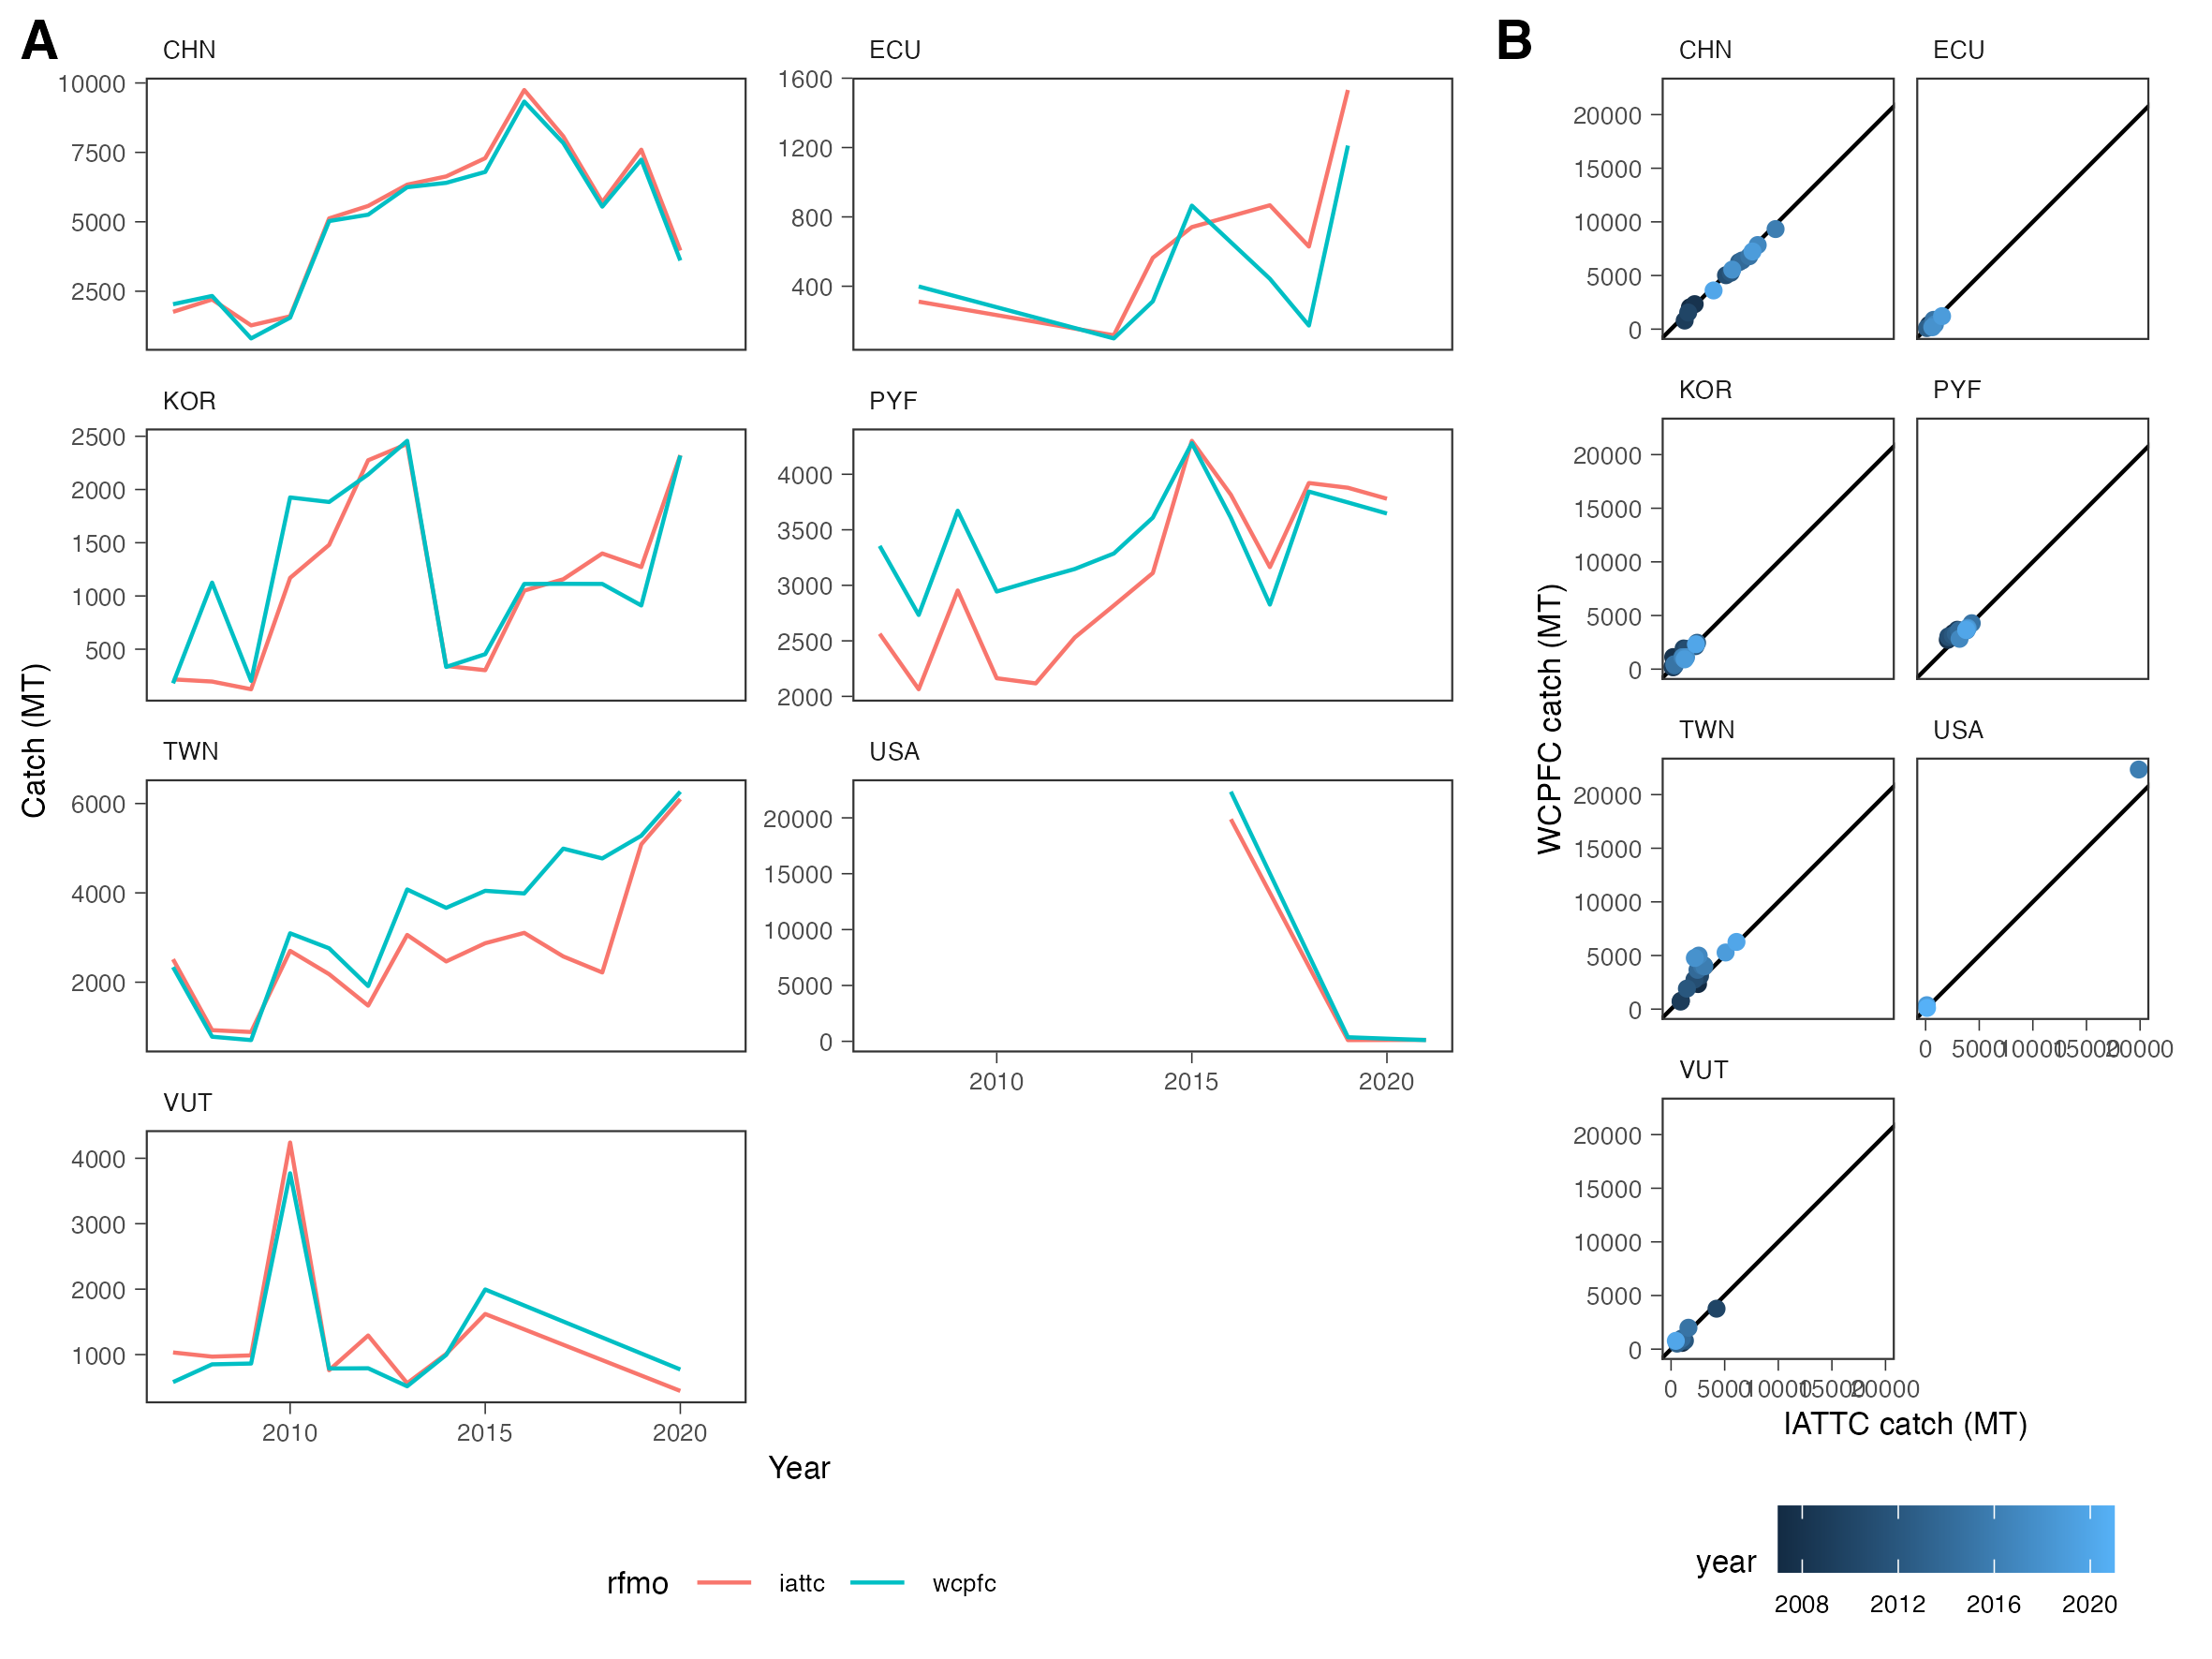 A
CHN
10000
7500
5000
2500
ECU
1600
1200
800
400
KOR
2500
2000
1500
1000
500
PYF
4000
3500
3000
2500
2000
TWN
6000
4000
2000
USA
20000
15000
10000
5000
0
2010 2015 2020
VUT
4000
3000
2000
1000
2010 2015 2020
Catch (MT)
Year
rfmo iattc wcpfc
B
CHN ECU
20000
15000
10000
5000
0
KOR PYF
20000
15000
10000
5000
0
TWN USA
20000
15000
10000
5000
0
0 5000 10000 15000 20000
VUT
20000
15000
10000
5000
0
0 5000 10000 15000 20000
WCPFC catch (MT)
IATTC catch (MT)
year
2008 2012 2016 2020